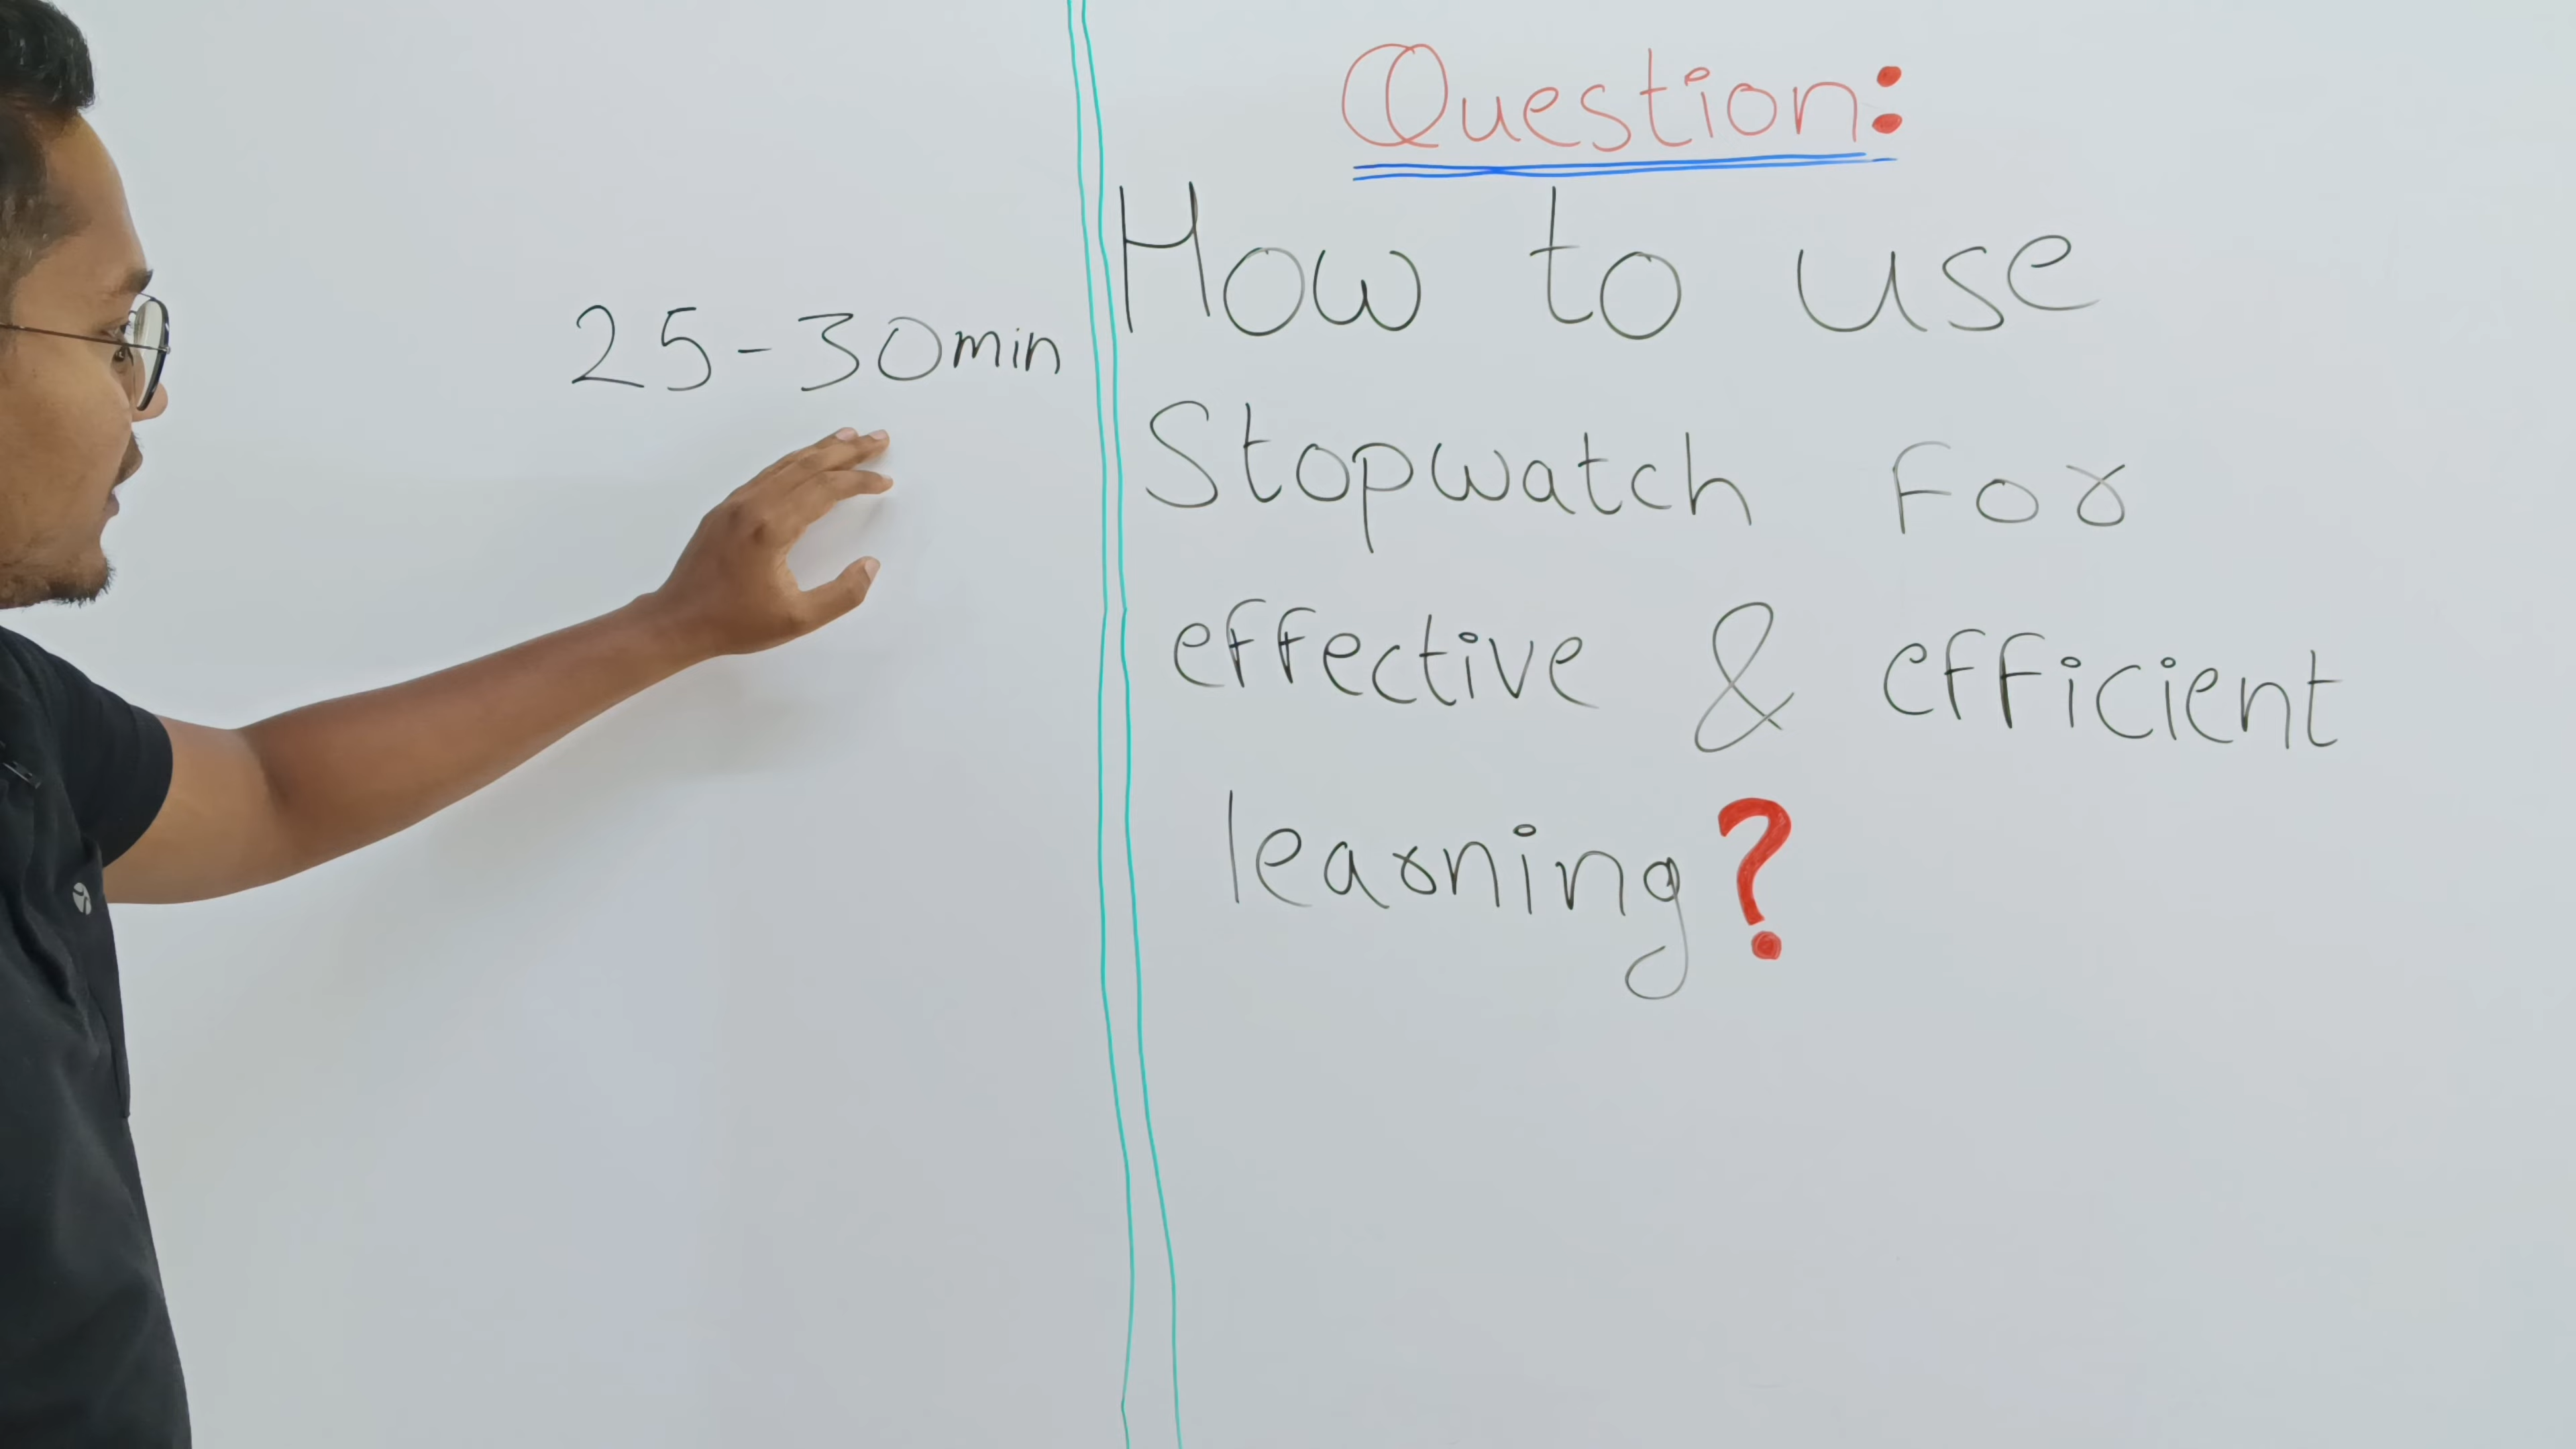 25-30min
Question:
How to use
Stopwatch For
effective & efficient
learning?